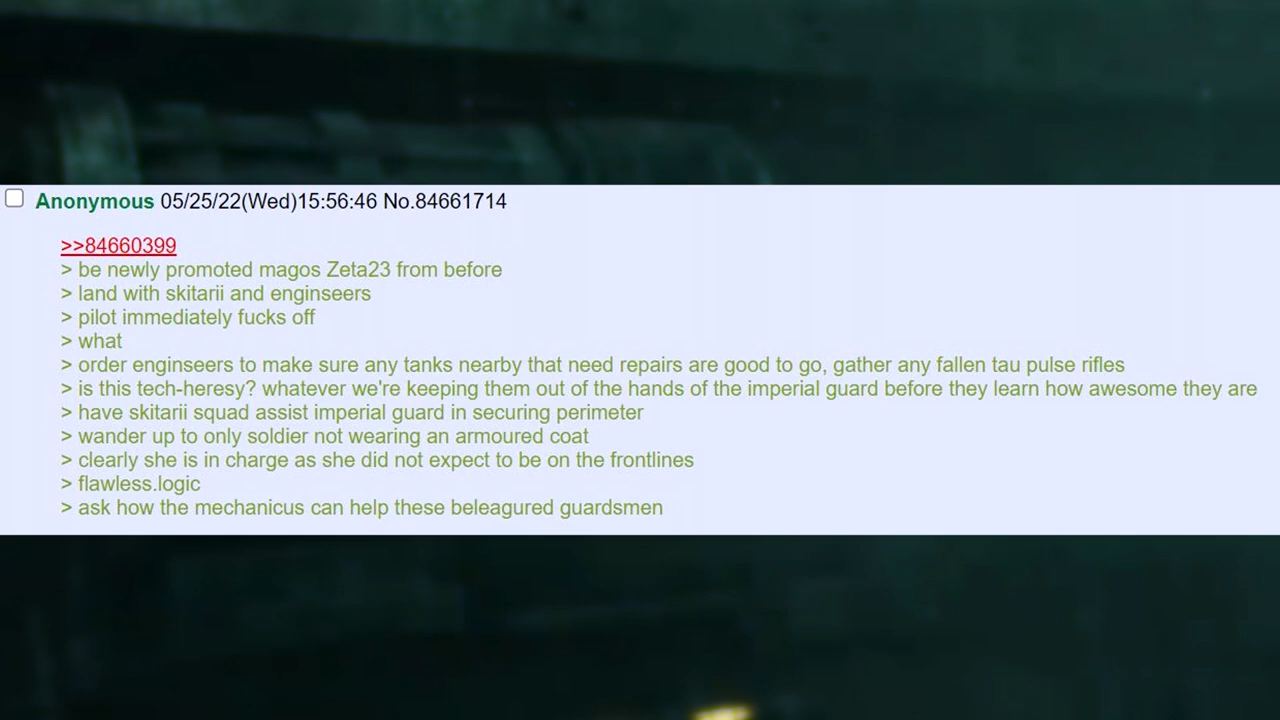 Anonymous 05/25/22(Wed)15:56:46 No.84661714
>>84660399
> be newly promoted magos Zeta23 from before
> land with skitarii and enginseers
> pilot immediately fucks off
> what
> order enginseers to make sure any tanks nearby that need repairs are good to go, gather any fallen tau pulse rifles
> is this tech-heresy? whatever we're keeping them out of the hands of the imperial guard before they learn how awesome they are
> have skitarii squad assist imperial guard in securing perimeter
> wander up to only soldier not wearing an armoured coat
> clearly she is in charge as she did not expect to be on the frontlines
> flawless.logic
> ask how the mechanicus can help these beleagured guardsmen